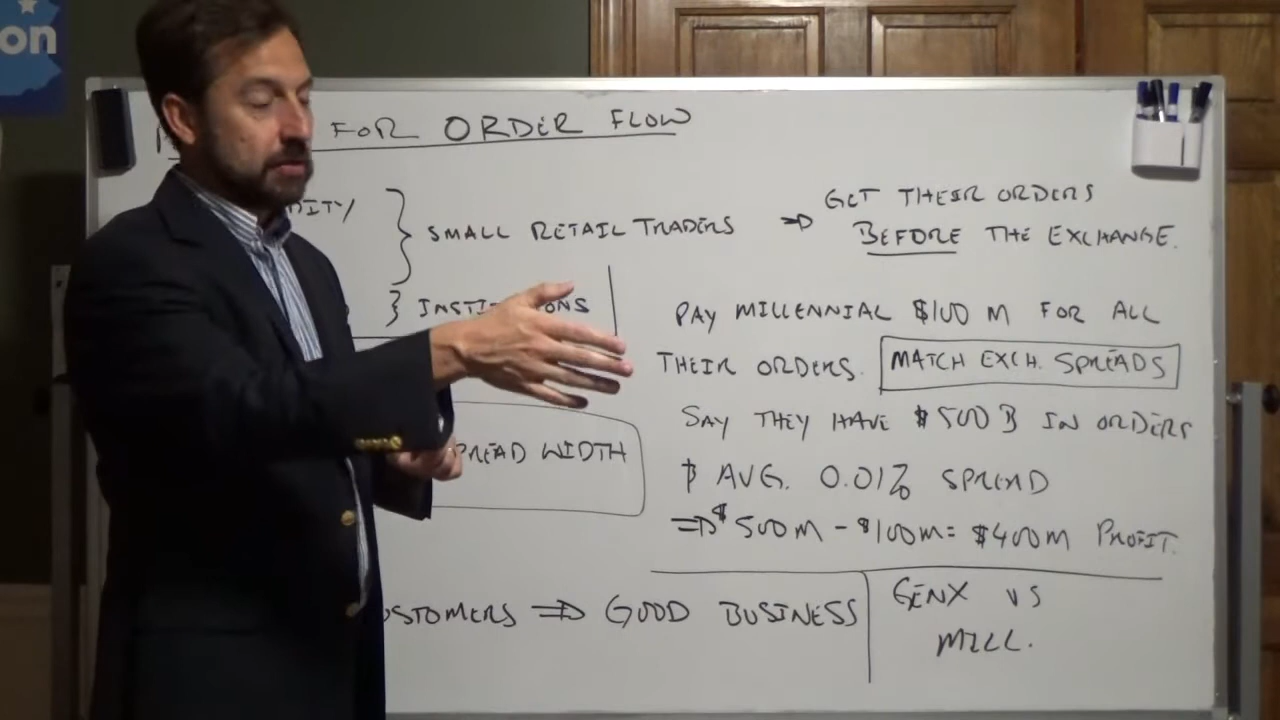 on
FOR ORDER FLOW
SMALL RETAIL TRADERS ⇒ GET THEIR ORDERS
BEFORE THE EXCHANGE.
PAY MILLENNIAL $100 M FOR ALL
THEIR ORDERS. MATCH EXCH. SPREADS
SAY THEY HAVE $500 B IN ORDERS
$ AVG. 0.01% SPREAD
⇒ $500M - $100M = $400M PROFIT.
PREAD WIDTH
USTOMERS ⇒ GOOD BUSINESS
GENX VS
MILL.